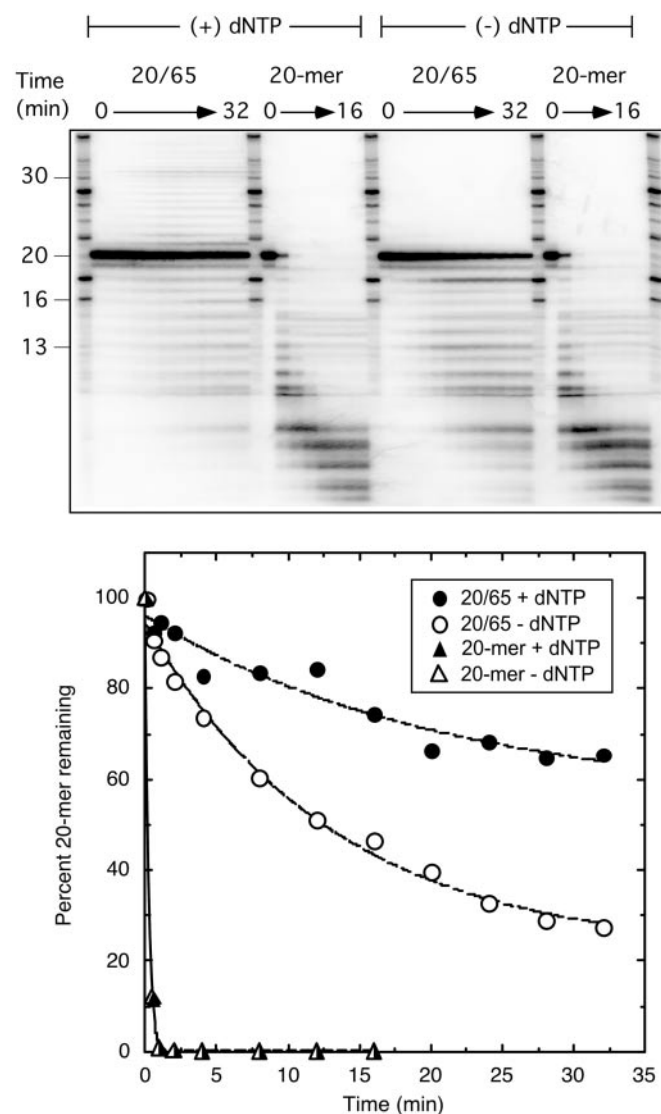 (+) dNTP (-) dNTP
20/65 20-mer 20/65 20-mer
Time
(min)
0 32 0 16 0 32 0 16
30
20
16
13
100
80
60
40
20
0
Percent 20-mer remaining
20/65 + dNTP
20/65 - dNTP
20-mer + dNTP
20-mer - dNTP
0 5 10 15 20 25 30 35
Time (min)